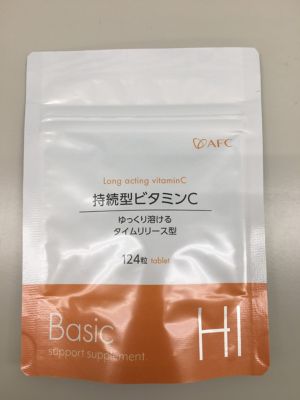 AFC
Long acting vitaminC
持続型ビタミンC
ゆっくり溶ける
タイムリリース型
124粒 tablet
Basic
support supplement
HI